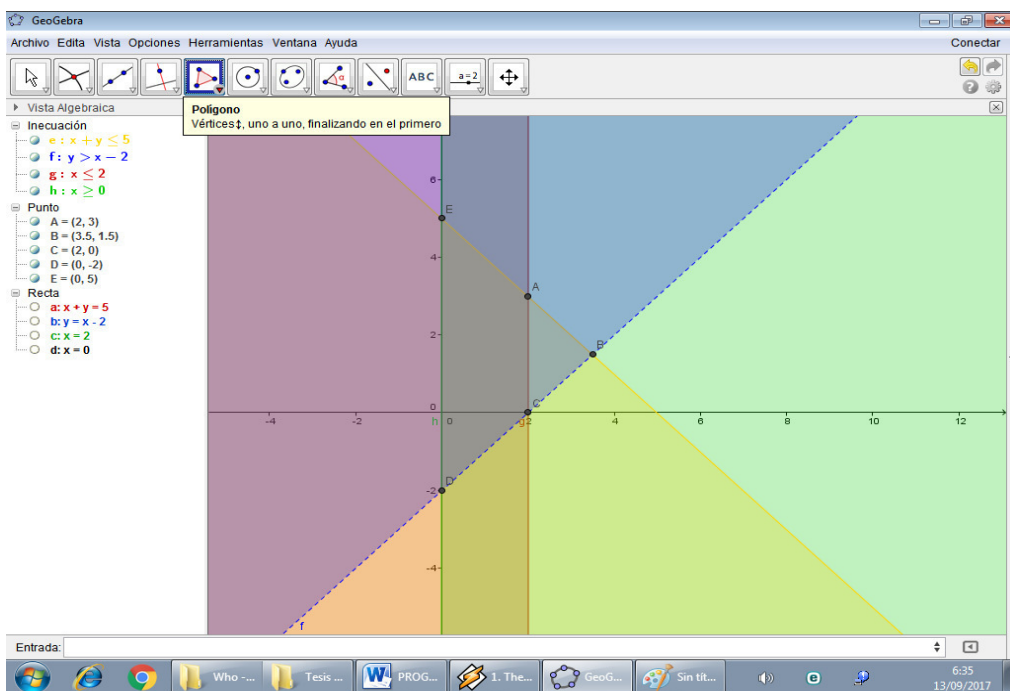 GeoGebra
Archivo Edita Vista Opciones Herramientas Ventana Ayuda
Conectar
ABC
a=2
Vista Algebraica
Polígono
Vértices‡, uno a uno, finalizando en el primero
Inecuación
e : x + y ≤ 5
f : y > x − 2
g : x ≤ 2
h : x ≥ 0
Punto
A = (2, 3)
B = (3.5, 1.5)
C = (2, 0)
D = (0, -2)
E = (0, 5)
Recta
a: x + y = 5
b: y = x - 2
c: x = 2
d: x = 0
6
E
4
A
2
B
0
C
-4 -2 h 0 g 2 4 6 8 10 12
D
-2
-4
f
Entrada:
Who -...
Tesis ...
PROG...
1. The...
GeoG...
Sin tít...
6:35
13/09/2017